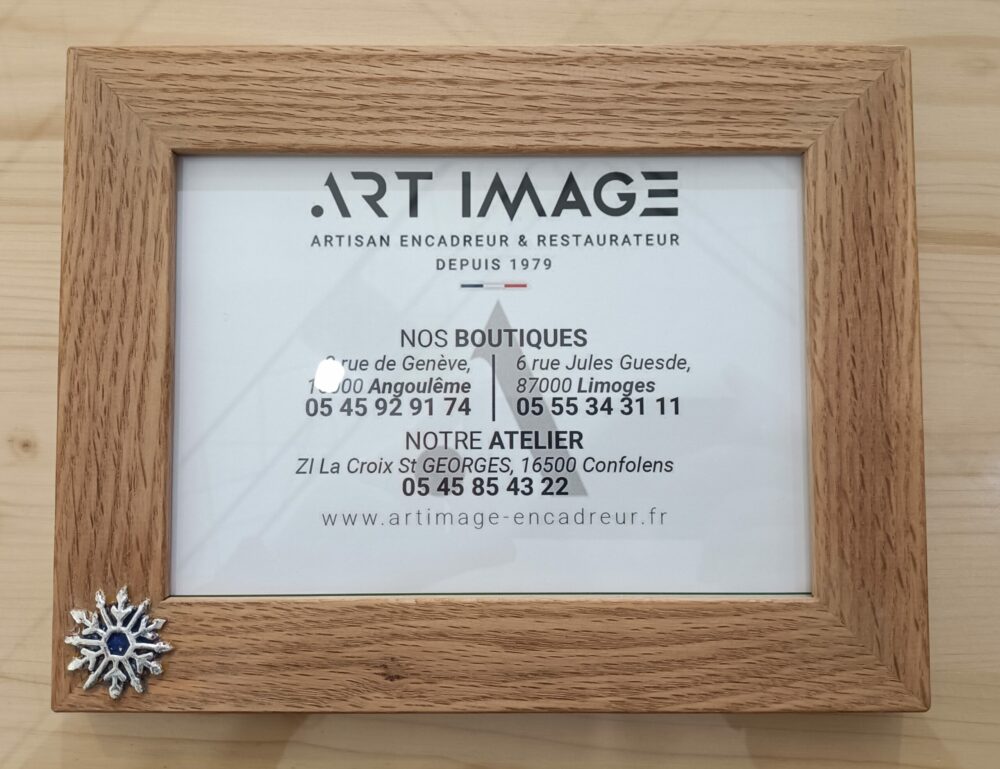 ART IMAGE
ARTISAN ENCADREUR & RESTAURATEUR
DEPUIS 1979
NOS BOUTIQUES
rue de Genève,
Angoulême
05 45 92 91 74
6 rue Jules Guesde,
87000 Limoges
05 55 34 31 11
NOTRE ATELIER
ZI La Croix St GEORGES, 16500 Confolens
05 45 85 43 22
www.artimage-encadreur.fr